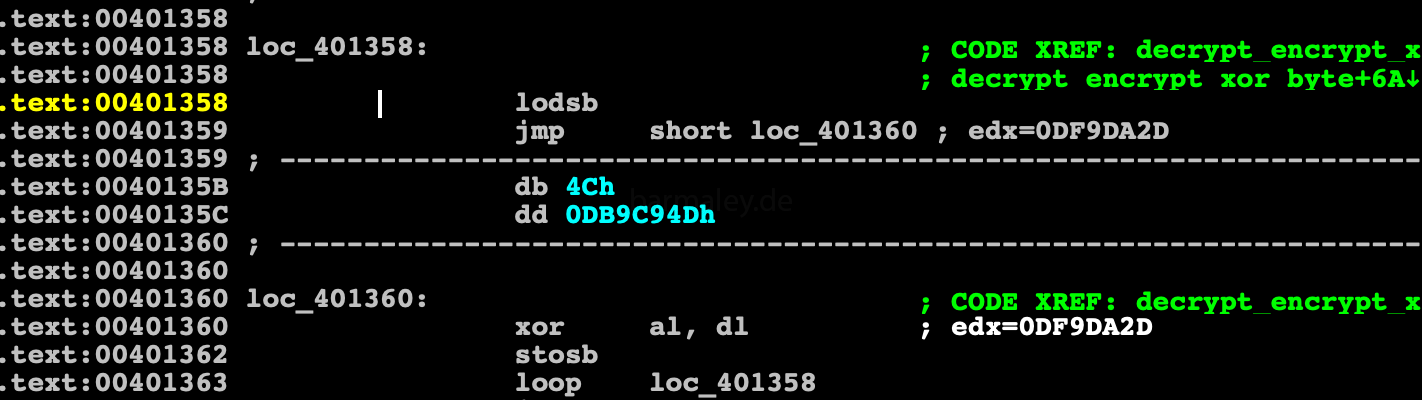 .text:00401358
.text:00401358 loc_401358: ; CODE XREF: decrypt_encrypt_x
.text:00401358 ; decrypt encrypt xor byte+6A↓
.text:00401358 lodsb
.text:00401359 jmp short loc_401360 ; edx=0DF9DA2D
.text:00401359 ; ---------------------------------------------------------------------
.text:0040135B db 4Ch
.text:0040135C dd 0DB9C94Dh
barmaley.de
.text:00401360 ; ---------------------------------------------------------------------
.text:00401360
.text:00401360 loc_401360: ; CODE XREF: decrypt_encrypt_x
.text:00401360 xor al, dl ; edx=0DF9DA2D
.text:00401362 stosb
.text:00401363 loop loc_401358